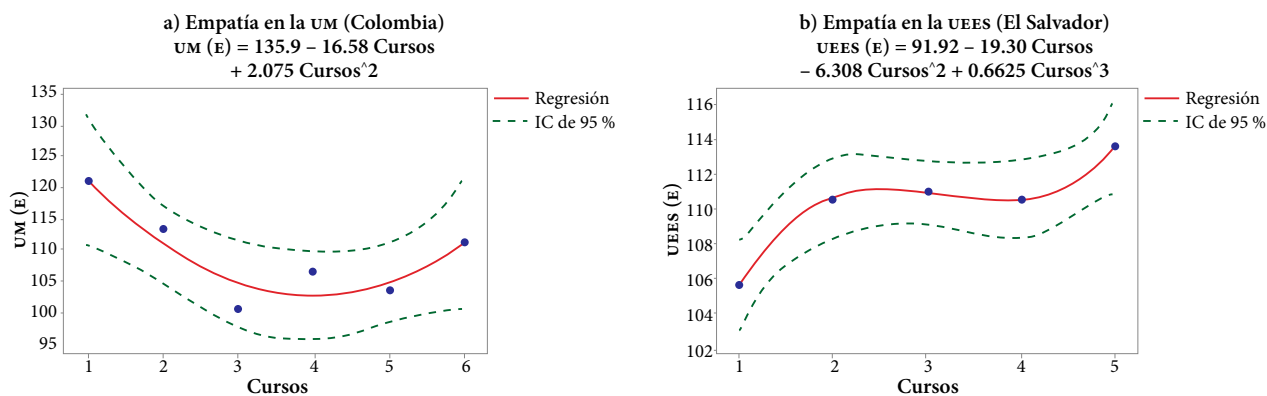 a) Empatía en la UM (Colombia)
UM (E) = 135.9 – 16.58 Cursos
+ 2.075 Cursos^2
135
130
125
120
115
110
105
100
95
UM (E)
1 2 3 4 5 6
Cursos
Regresión
IC de 95 %
b) Empatía en la UEES (El Salvador)
UEES (E) = 91.92 – 19.30 Cursos
– 6.308 Cursos^2 + 0.6625 Cursos^3
116
114
112
110
108
106
104
102
UEES (E)
1 2 3 4 5
Cursos
Regresión
IC de 95 %